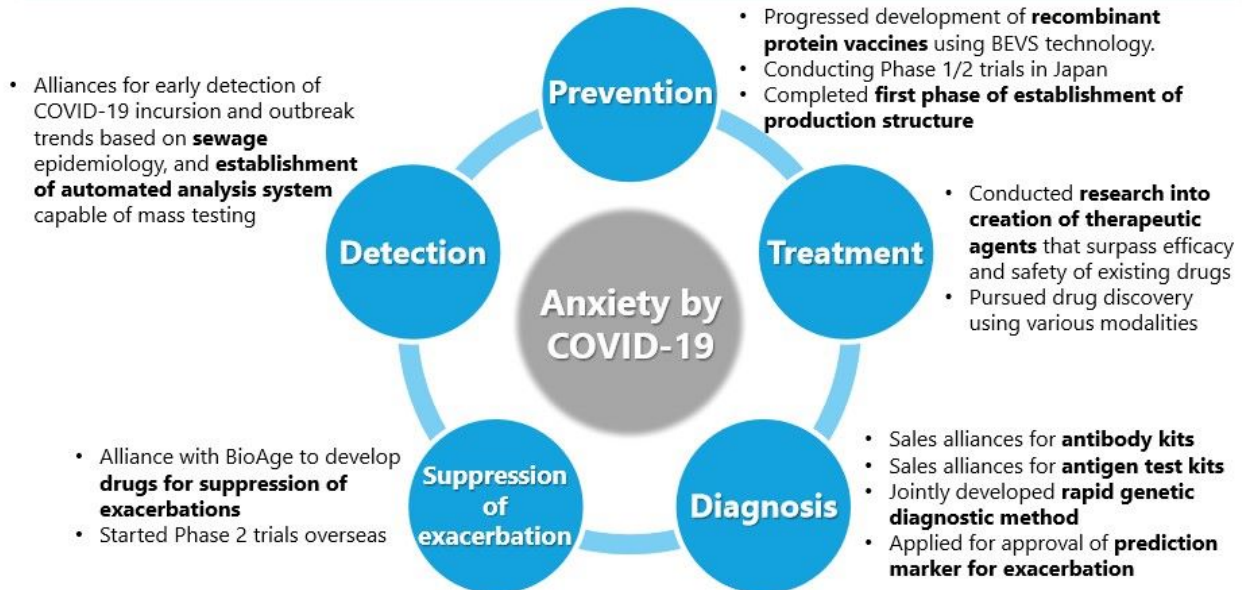 Prevention
• Progressed development of recombinant
protein vaccines using BEVS technology.
• Conducting Phase 1/2 trials in Japan
• Completed first phase of establishment of
production structure
Treatment
• Conducted research into
creation of therapeutic
agents that surpass efficacy
and safety of existing drugs
• Pursued drug discovery
using various modalities
Diagnosis
• Sales alliances for antibody kits
• Sales alliances for antigen test kits
• Jointly developed rapid genetic
diagnostic method
• Applied for approval of prediction
marker for exacerbation
Suppression
of
exacerbation
• Alliance with BioAge to develop
drugs for suppression of
exacerbations
• Started Phase 2 trials overseas
Detection
• Alliances for early detection of
COVID-19 incursion and outbreak
trends based on sewage
epidemiology, and establishment
of automated analysis system
capable of mass testing
Anxiety by
COVID-19